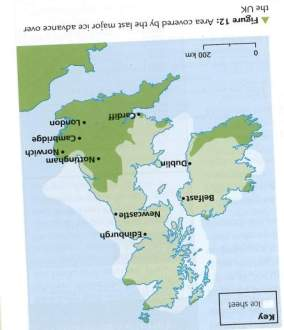 Key
Ice sheet
Edinburgh
Newcastle
Belfast
Dublin
Nottingham
Norwich
Cambridge
London
Cardiff
0 200 km
▲ Figure 12: Area covered by the last major ice advance over
the UK